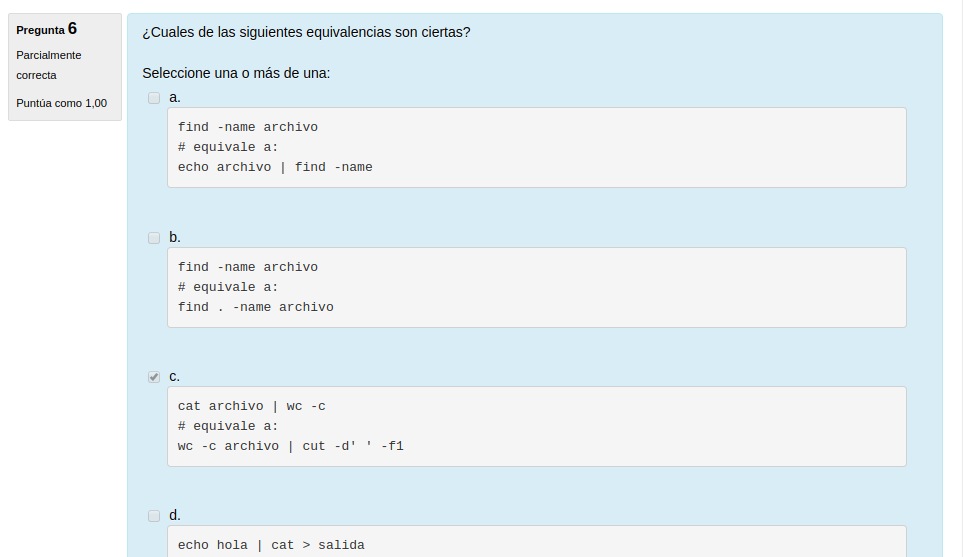 Pregunta 6
Parcialmente
correcta
Puntúa como 1,00
¿Cuales de las siguientes equivalencias son ciertas?
Seleccione una o más de una:
a.
find -name archivo
# equivale a:
echo archivo | find -name
b.
find -name archivo
# equivale a:
find . -name archivo
c.
cat archivo | wc -c
# equivale a:
wc -c archivo | cut -d' ' -f1
d.
echo hola | cat > salida